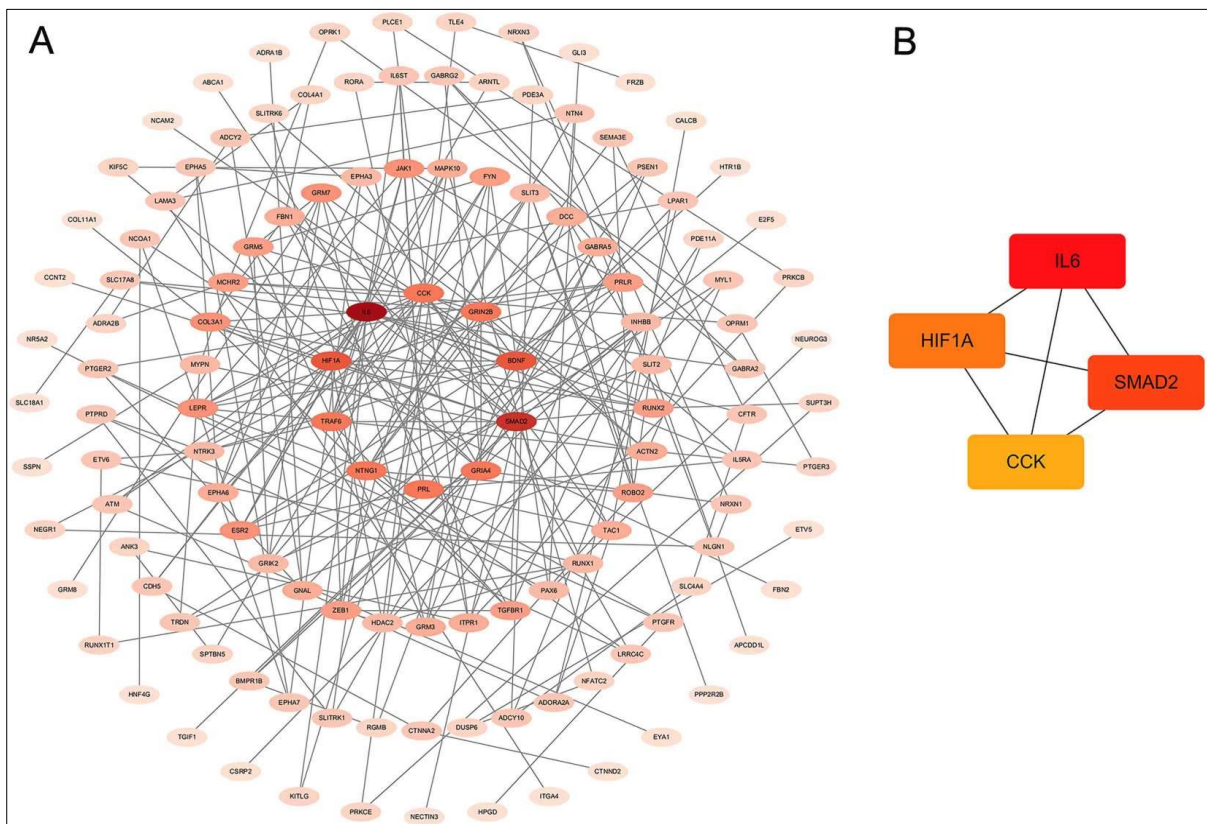 A
B
OPRK1
PLCE1
TLE4
NRXN3
ADRA1B
GLI3
ABCA1
RORA
IL6ST
GABRG2
ARNTL
FRZB
COL4A1
PDE3A
SLITRK6
NTN4
NCAM2
CALCB
ADCY2
SEMA3E
KIF5C
EPHA5
EPHA3
JAK1
MAPK10
FYN
PSEN1
HTR1B
LAMA3
GRM7
SLIT3
LPAR1
COL11A1
FBN1
DCC
E2F5
NCOA1
GRM5
GABRA5
PDE11A
CCNT2
SLC17A8
MCHR2
PRLR
MYL1
PRKCB
CCK
IL6
GRIN2B
ADRA2B
COL3A1
INHBB
OPRM1
NR5A2
NEUROG3
PTGER2
MYPN
HIF1A
BDNF
SLIT2
GABRA2
SLC18A1
LEPR
RUNX2
SUPT3H
PTPRD
TRAF6
SMAD2
CFTR
SSPN
ETV6
NTRK3
ACTN2
IL5RA
PTGER3
NTNG1
GRIA4
EPHA6
PRL
ROBO2
NRXN1
ATM
NEGR1
ESR2
TAC1
ETV5
ANK3
NLGN1
GRIK2
RUNX1
GRM8
CDH5
GNAL
PAX6
SLC4A4
FBN2
ZEB1
TGFBR1
TRDN
HDAC2
GRM3
ITPR1
PTGFR
RUNX1T1
SPTBN5
LRRC4C
APCDD1L
BMPR1B
NFATC2
HNF4G
EPHA7
ADORA2A
PPP2R2B
SLITRK1
RGMB
CTNNA2
DUSP6
ADCY10
TGIF1
EYA1
CSRP2
CTNND2
KITLG
ITGA4
PRKCE
NECTIN3
HPGD
IL6
HIF1A
SMAD2
CCK